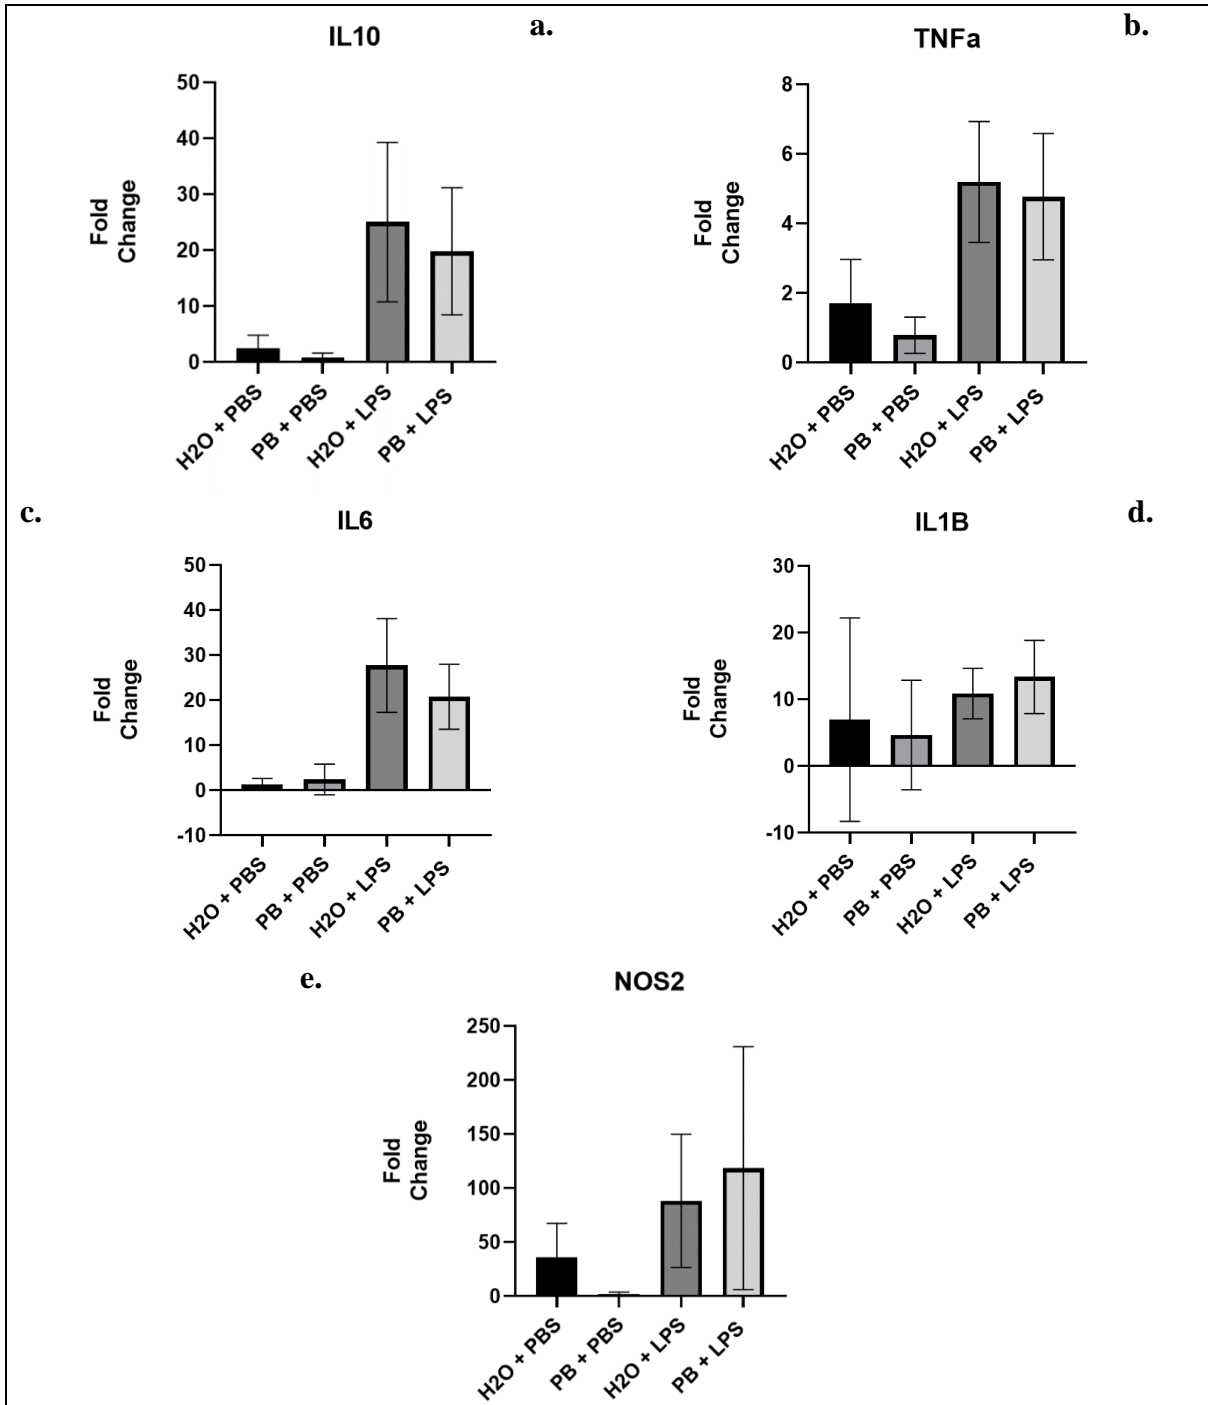 IL10
a.
50
40
30
20
10
0
Fold
Change
H2O + PBS
PB + PBS
H2O + LPS
PB + LPS
TNFa
b.
8
6
4
2
0
Fold
Change
H2O + PBS
PB + PBS
H2O + LPS
PB + LPS
c.
IL6
50
40
30
20
10
0
-10
Fold
Change
H2O + PBS
PB + PBS
H2O + LPS
PB + LPS
IL1B
d.
30
20
10
0
-10
Fold
Change
H2O + PBS
PB + PBS
H2O + LPS
PB + LPS
e.
NOS2
250
200
150
100
50
0
Fold
Change
H2O + PBS
PB + PBS
H2O + LPS
PB + LPS